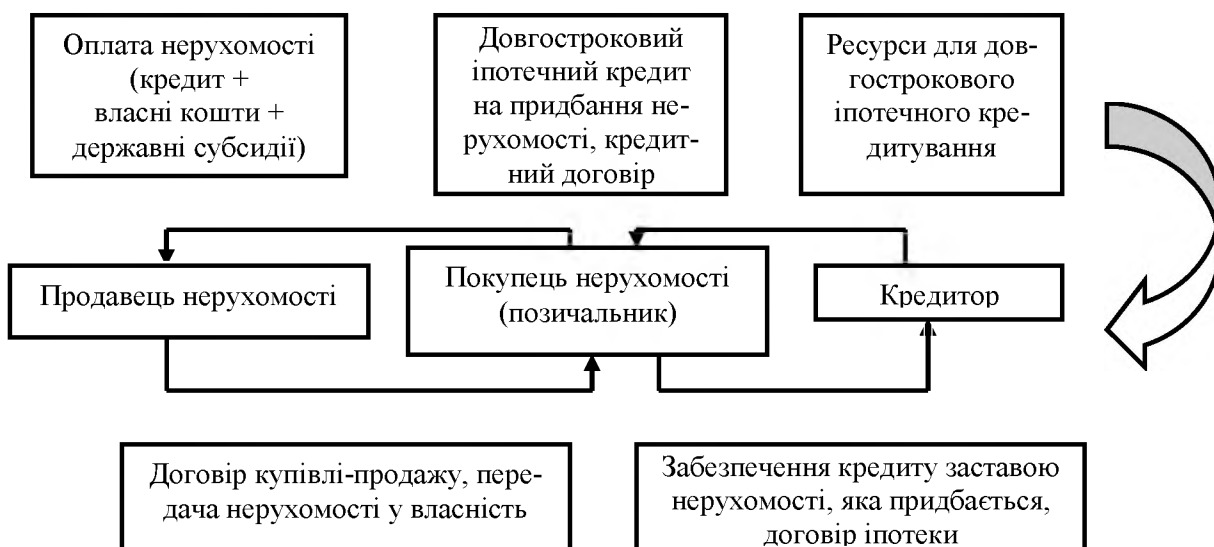 Оплата нерухомості
(кредит +
власні кошти +
державні субсидії)
Довгостроковий
іпотечний кредит
на придбання не-
рухомості, кредит-
ний договір
Ресурси для дов-
гострокового
іпотечного кре-
дитування
Продавець нерухомості
Покупець нерухомості
(позичальник)
Кредитор
Договір купівлі-продажу, пере-
дача нерухомості у власність
Забезпечення кредиту заставою
нерухомості, яка придбається,
договір іпотеки